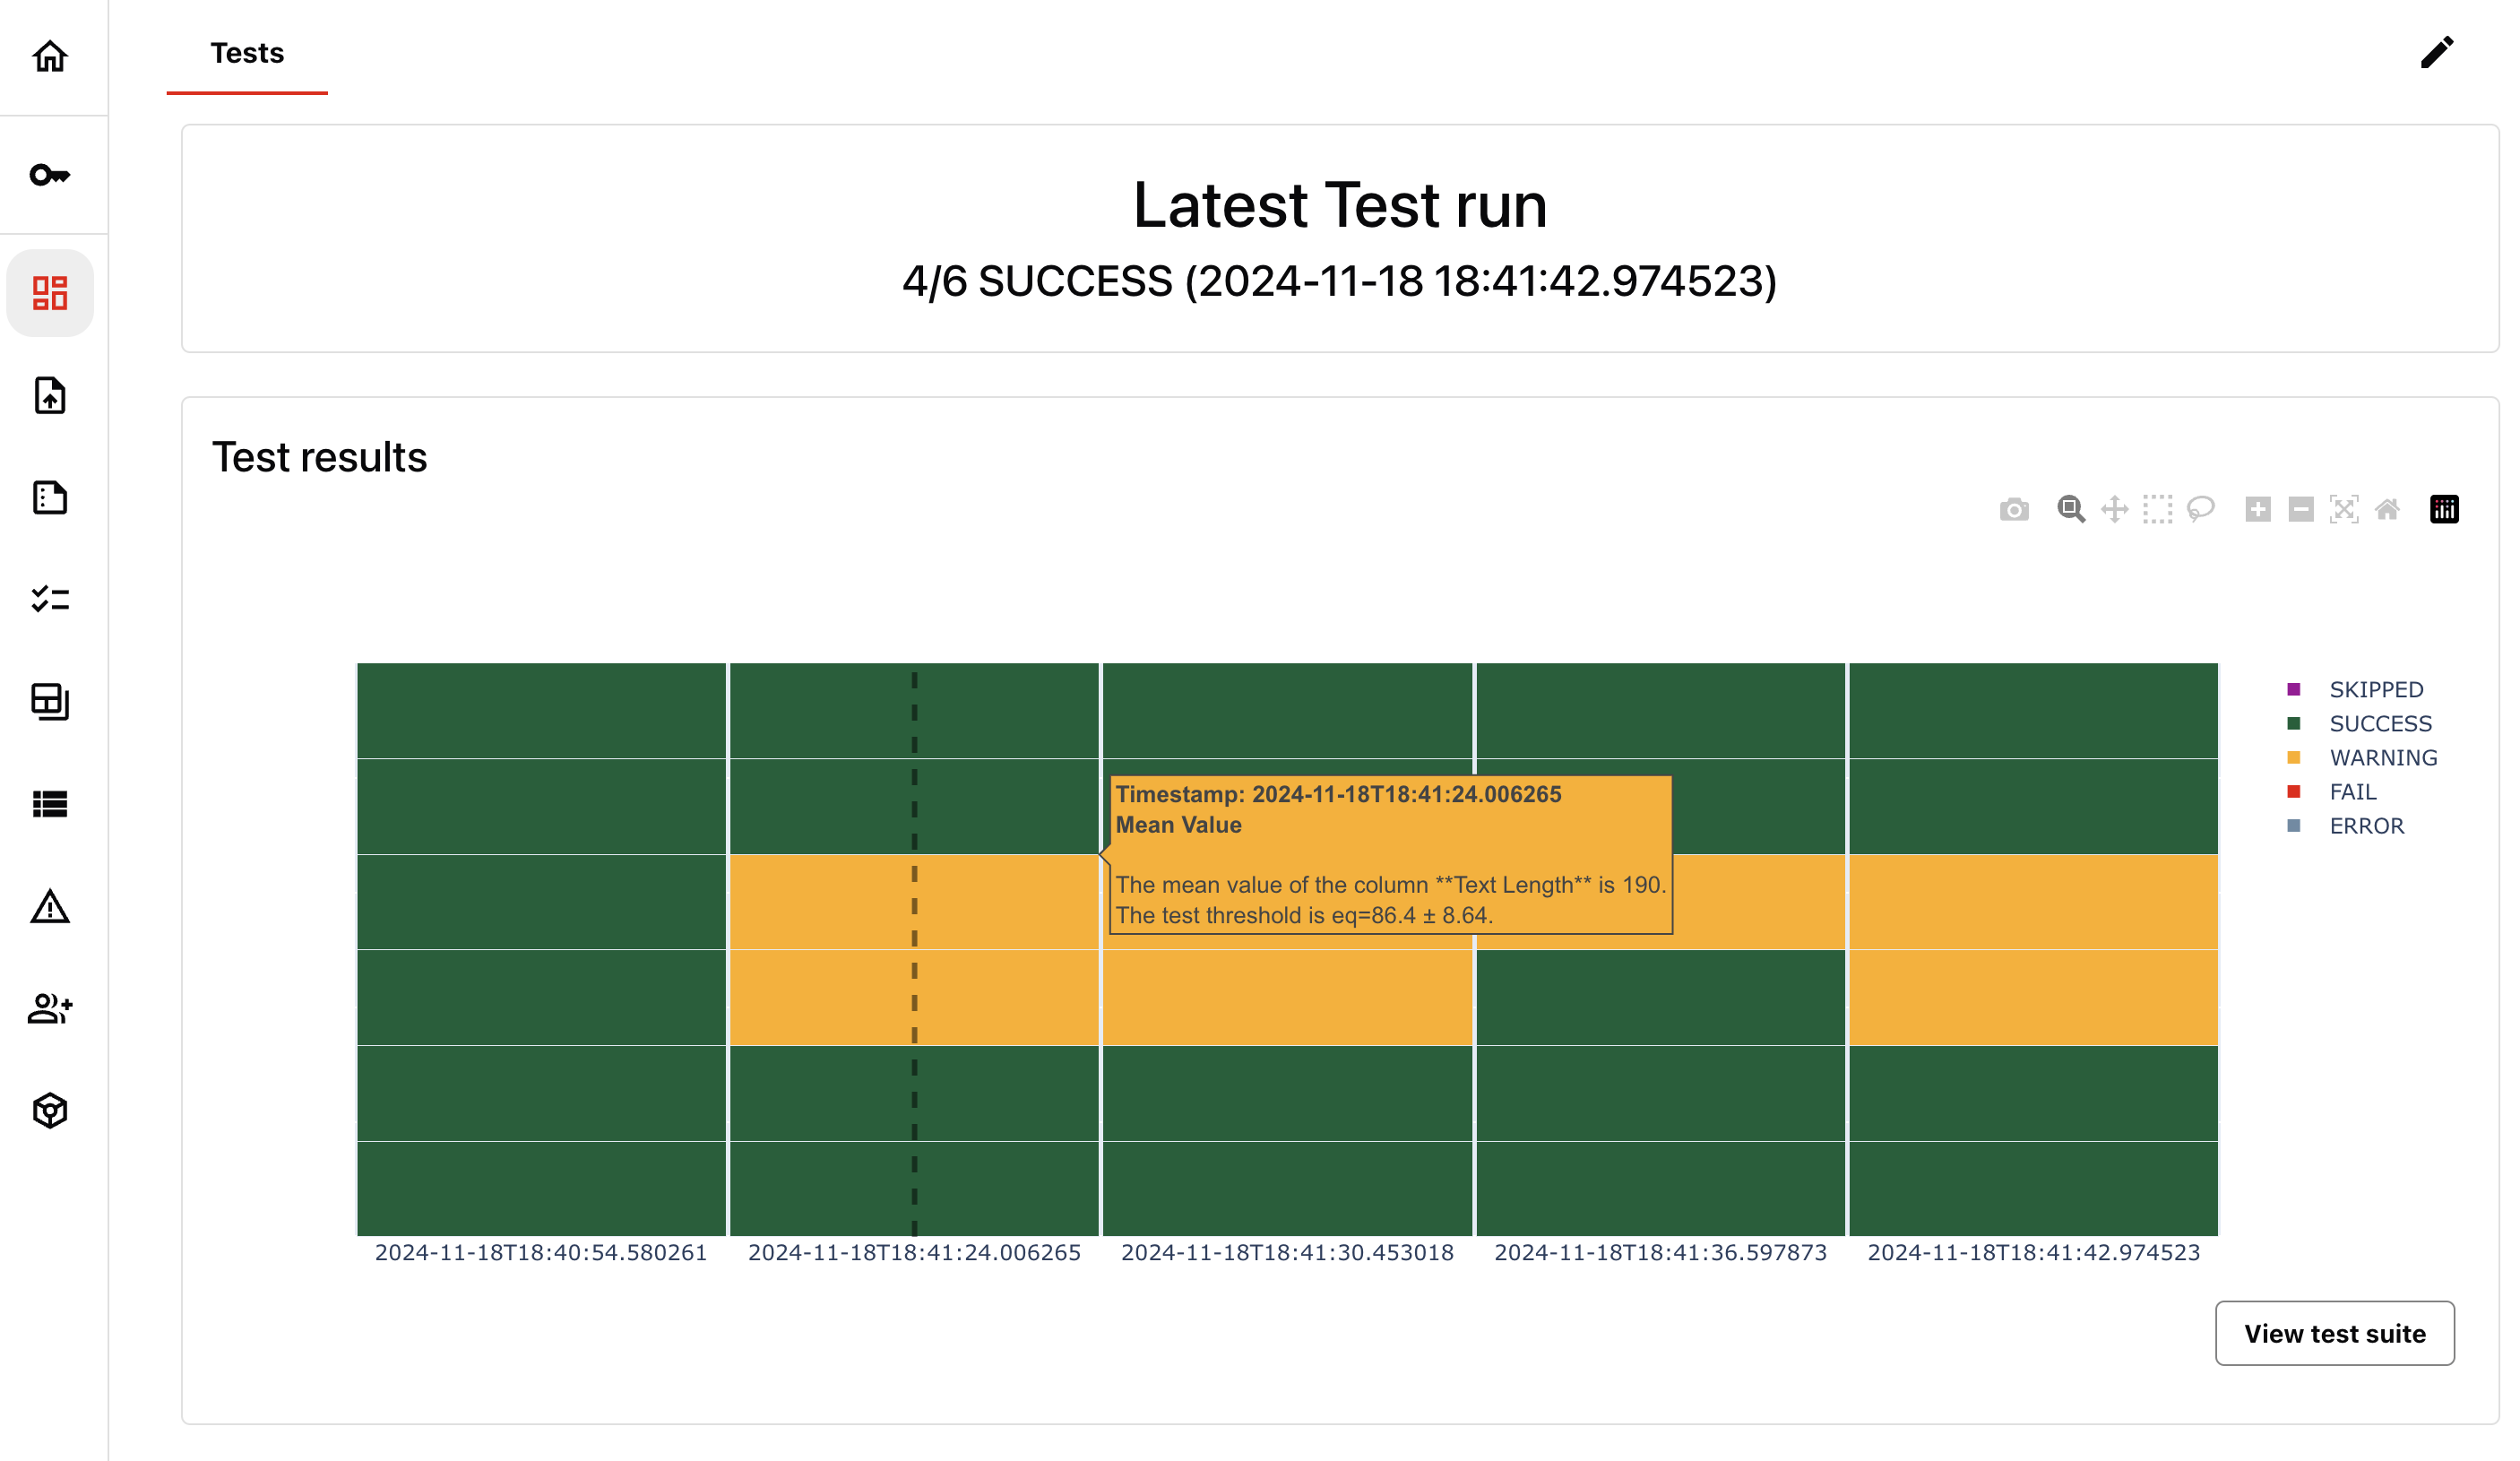 Tests
Latest Test run
4/6 SUCCESS (2024-11-18 18:41:42.974523)
Test results
SKIPPED
SUCCESS
WARNING
FAIL
ERROR
Timestamp: 2024-11-18T18:41:24.006265
Mean Value
The mean value of the column **Text Length** is 190.
The test threshold is eq=86.4 ± 8.64.
2024-11-18T18:40:54.580261
2024-11-18T18:41:24.006265
2024-11-18T18:41:30.453018
2024-11-18T18:41:36.597873
2024-11-18T18:41:42.974523
View test suite